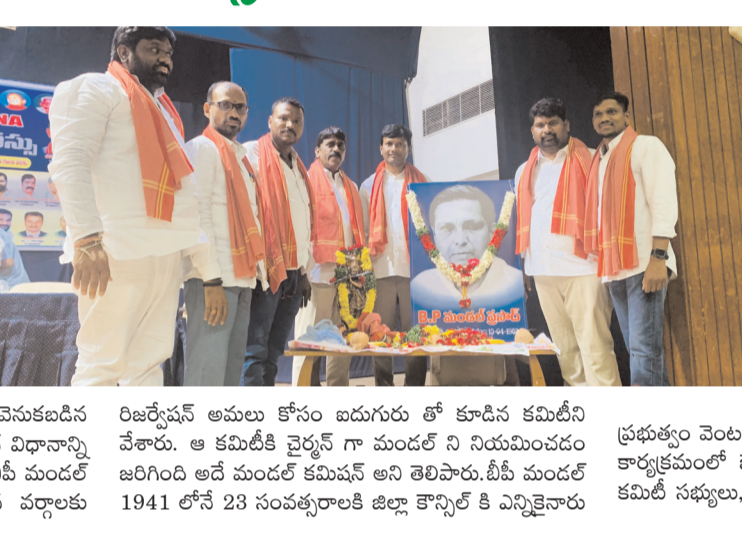 NA
B.P మండల్ ప్రసాద్
వెనుకబడిన
విధానాన్ని
మండల్
వర్గాలకు
రిజర్వేషన్ అమలు కోసం ఐదుగురు తో కూడిన కమిటీని
వేశారు. ఆ కమిటీకి చైర్మన్ గా మండల్ ని నియమించడం
జరిగింది అదే మండల్ కమిషన్ అని తెలిపారు.బీపీ మండల్
1941 లోనే 23 సంవత్సరాలకి జిల్లా కౌన్సిల్ కి ఎన్నికైనారు
ప్రభుత్వం వెంట
కార్యక్రమంలో
కమిటీ సభ్యులు,